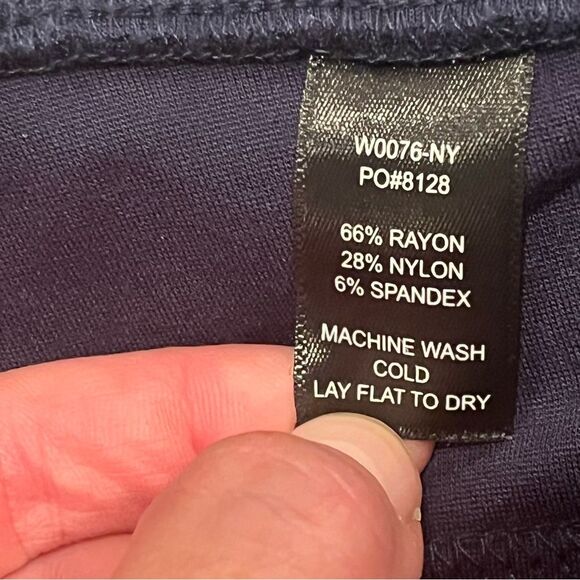 W0076-NY
PO#8128
66% RAYON
28% NYLON
6% SPANDEX
MACHINE WASH
COLD
LAY FLAT TO DRY